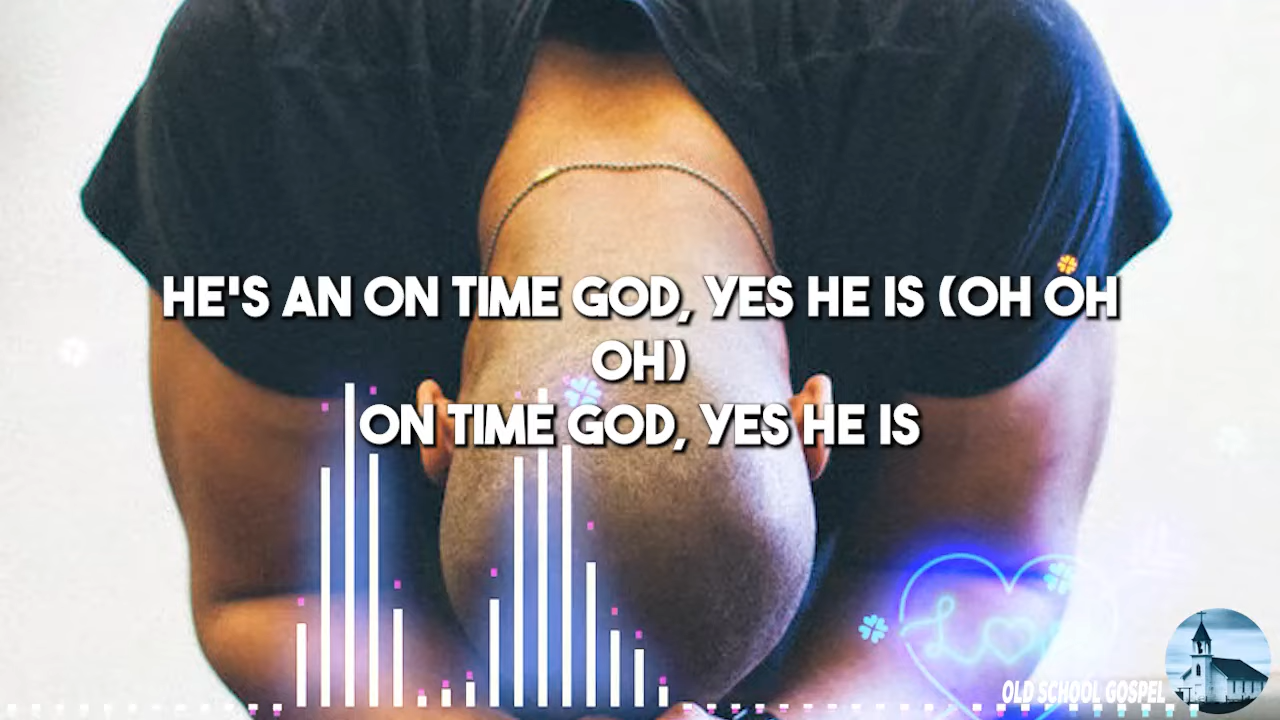 HE'S AN ON TIME GOD, YES HE IS (OH OH
OH)
ON TIME GOD, YES HE IS
OLD SCHOOL GOSPEL